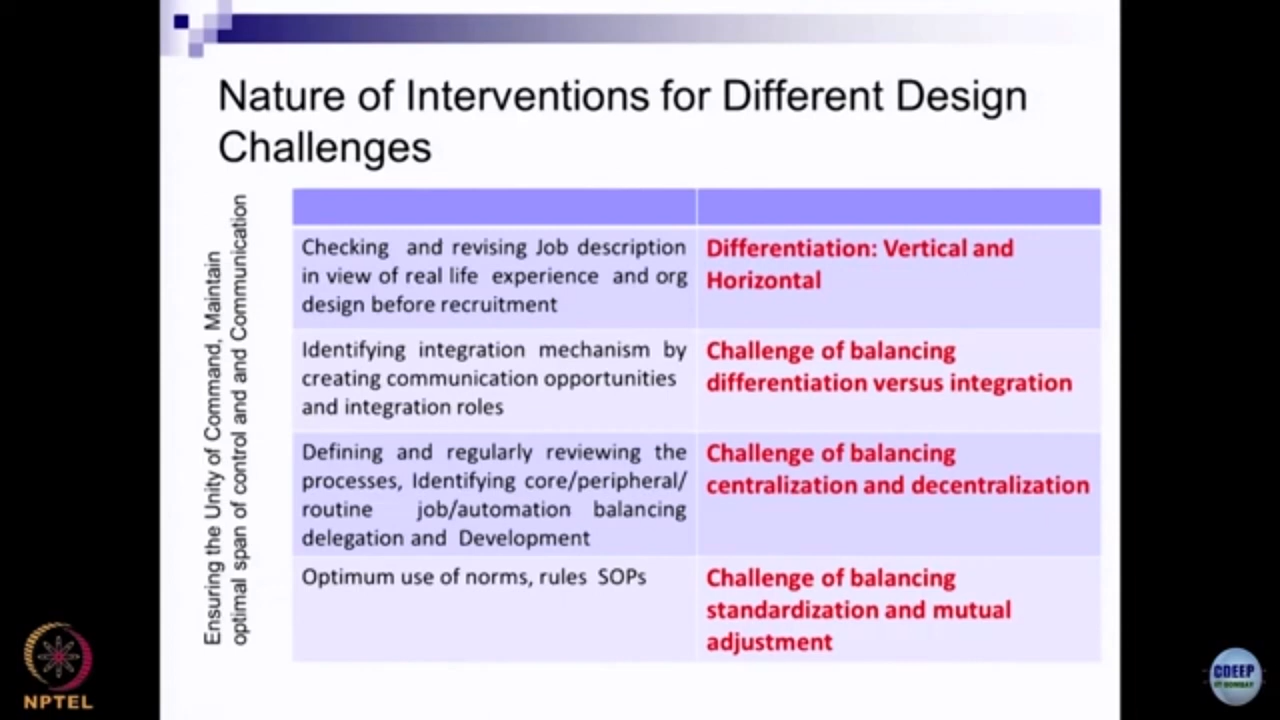 Nature of Interventions for Different Design
Challenges
Ensuring the Unity of Command, Maintain
optimal span of control and and Communication
Checking and revising Job description
in view of real life experience and org
design before recruitment
Differentiation: Vertical and
Horizontal
Identifying integration mechanism by
creating communication opportunities
and integration roles
Challenge of balancing
differentiation versus integration
Defining and regularly reviewing the
processes, Identifying core/peripheral/
routine job/automation balancing
delegation and Development
Challenge of balancing
centralization and decentralization
Optimum use of norms, rules SOPs
Challenge of balancing
standardization and mutual
adjustment
NPTEL
CDEEP
IIT BOMBAY